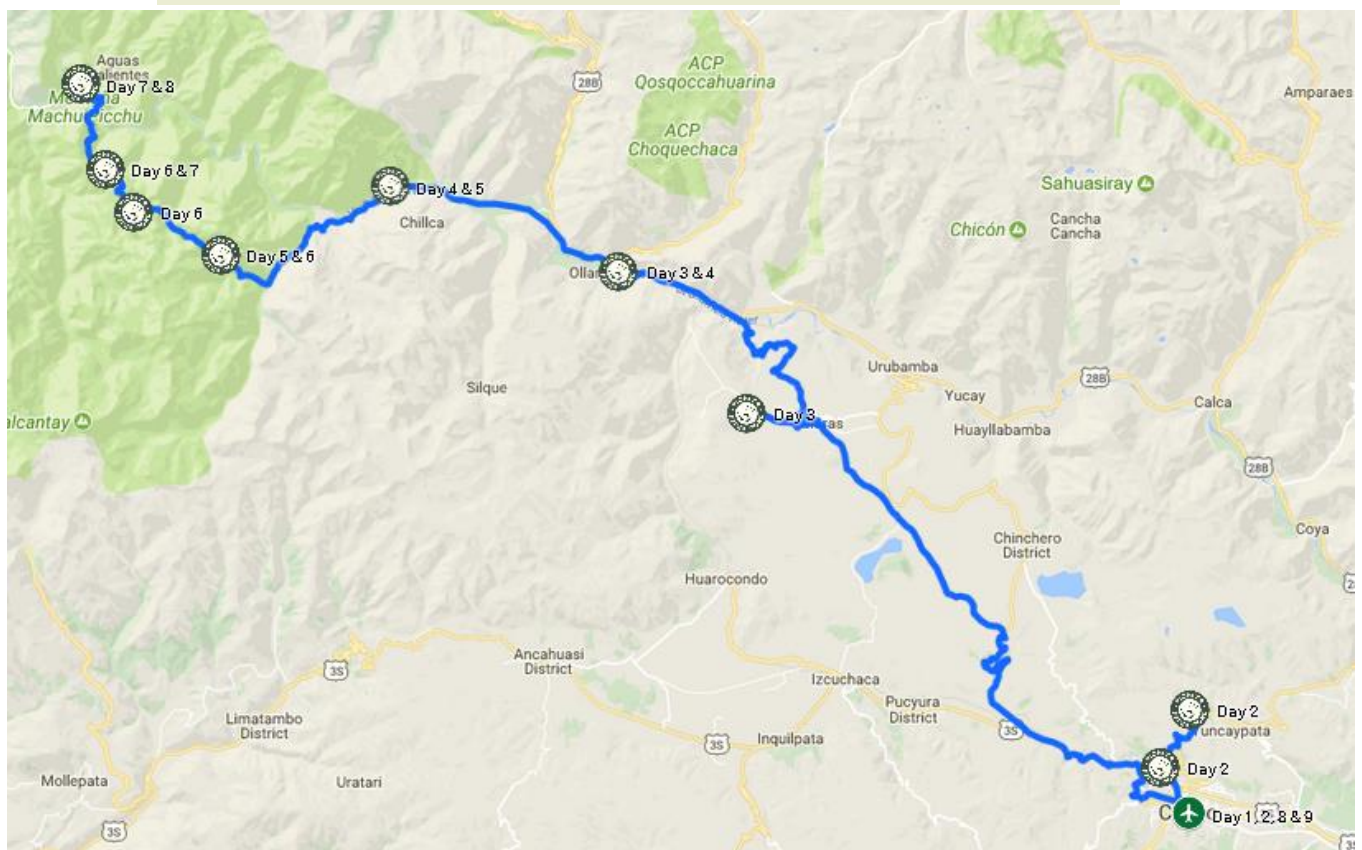 Aguas
Day 7 & 8
28B
ACP
Qosqoccahuarina
Amparaes
ACP
Choquechaca
Day 6 & 7
Day 4 & 5
Sahuasiray
Day 6
Chillca
Chicón
Cancha
Cancha
Day 5 & 6
Day 3 & 4
Urubamba
Silque
28B
Yucay
Calca
Day 3
Huayllabamba
28B
Coya
Chinchero
District
Huarocondo
Ancahuasi
District
3S
Izcuchaca
Pucyura
District
Limatambo
District
3S
Day 2
3S
Inquilpata
Mollepata
Uratari
Day 2
3S
Day 1, 2, 8 & 9
3S
3S